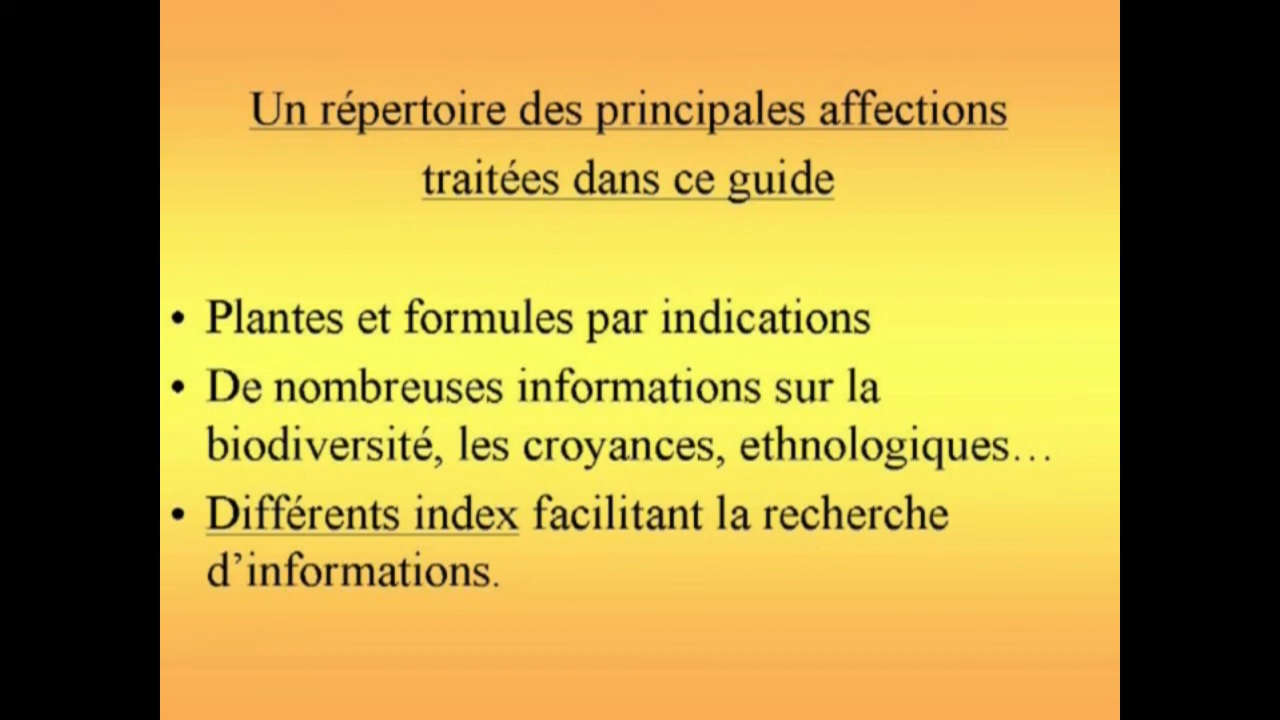 Un répertoire des principales affections
traitées dans ce guide
• Plantes et formules par indications
• De nombreuses informations sur la
biodiversité, les croyances, ethnologiques…
• Différents index facilitant la recherche
d’informations.